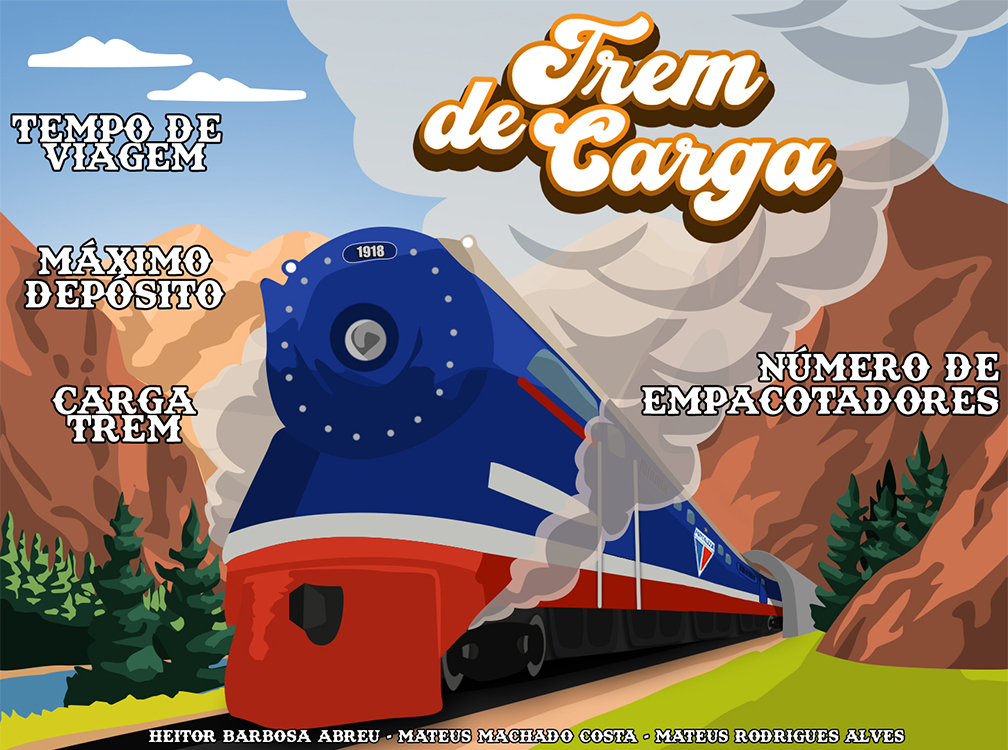 Trem
de Carga
TEMPO DE
VIAGEM
MÁXIMO
DEPÓSITO
1918
CARGA
TREM
NÚMERO DE
EMPACOTADORES
HEITOR BARBOSA ABREU - MATEUS MACHADO COSTA - MATEUS RODRIGUES ALVES